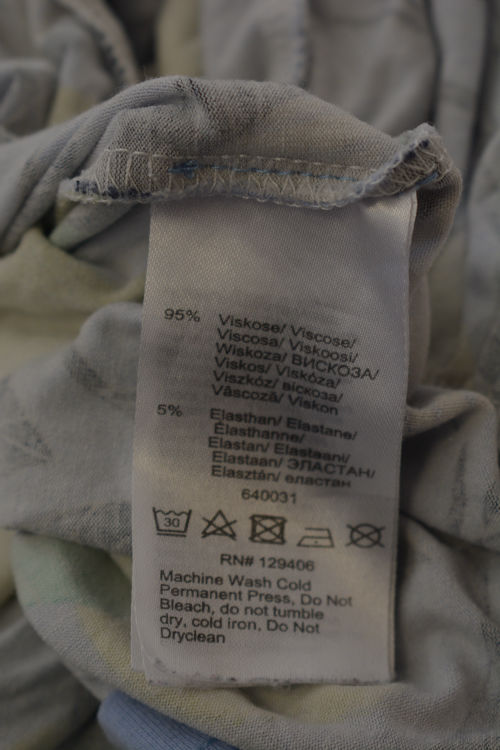 95% Viskose/ Viscose/
Viscosa/ Viskoosi/
Wiskoza/ ВИСКОЗА/
Viskos/ Viskóza/
Viszkóz/ віскоза/
Vâscoză/ Viskon
5% Elasthan/ Elastane/
Élasthanne/
Elastan/ Elastaani/
Elastaan/ ЭЛАСТАН/
Elasztán/ еластан
640031
30
RN# 129406
Machine Wash Cold
Permanent Press, Do Not
Bleach, do not tumble
dry, cold iron, Do Not
Dryclean